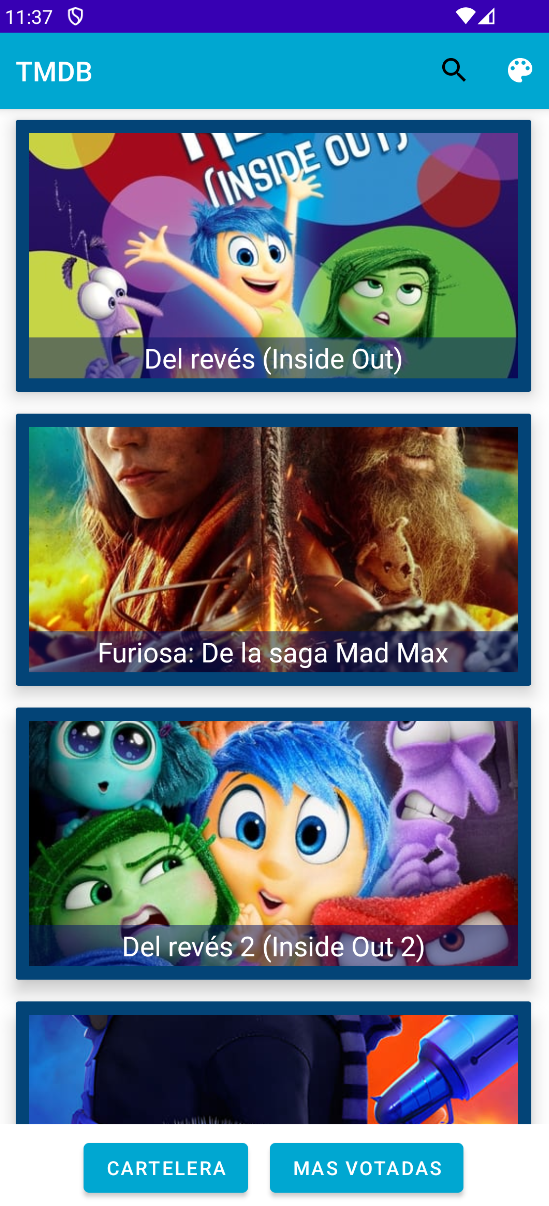 11:37
TMDB
(INSIDE OUT)
Del revés (Inside Out)
Furiosa: De la saga Mad Max
Del revés 2 (Inside Out 2)
CARTELERA
MAS VOTADAS